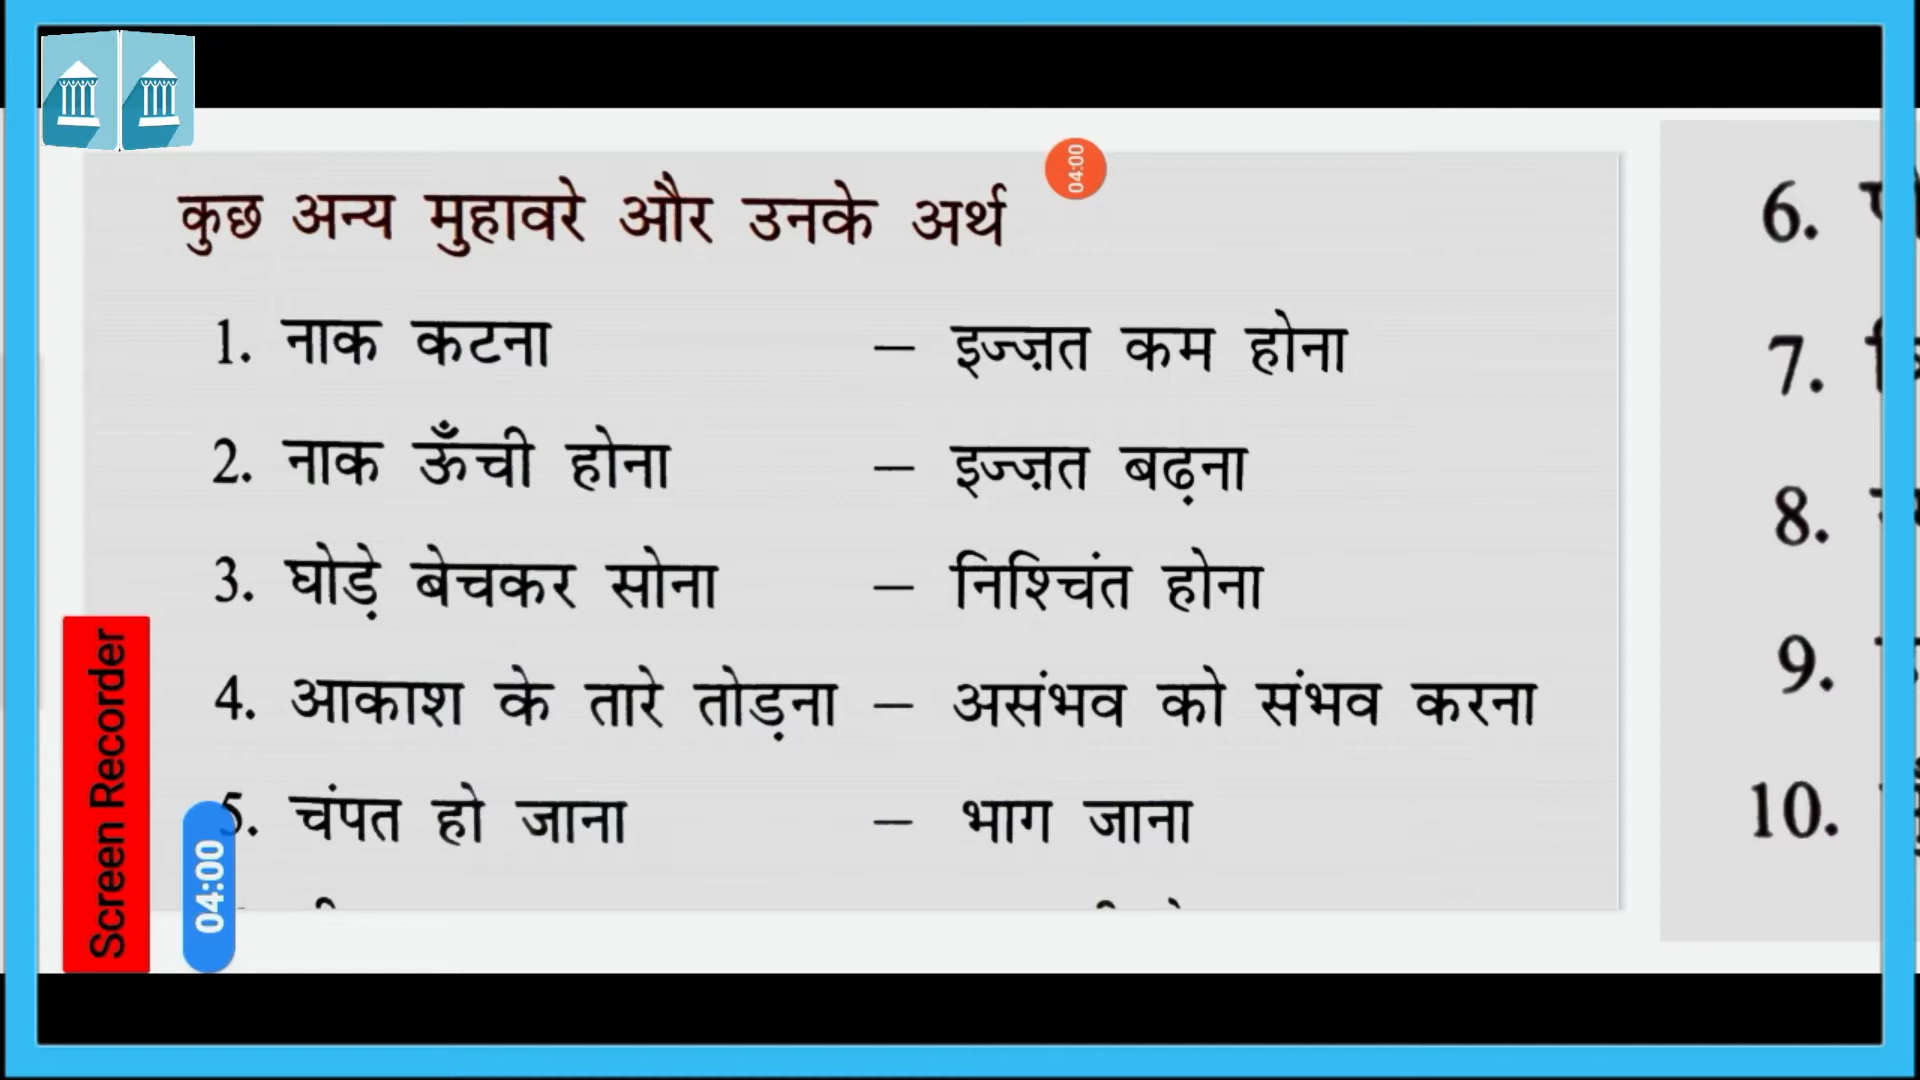 04:00
कुछ अन्य मुहावरे और उनके अर्थ
1. नाक कटना – इज्ज़त कम होना
2. नाक ऊँची होना – इज्ज़त बढ़ना
3. घोड़े बेचकर सोना – निश्चिंत होना
4. आकाश के तारे तोड़ना – असंभव को संभव करना
5. चंपत हो जाना – भाग जाना
Screen Recorder
04:00
6.
7.
8.
9.
10.